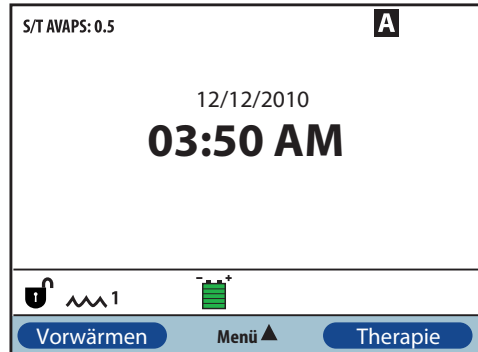 S/T AVAPS: 0.5 A
12/12/2010
03:50 AM
1
Vorwärmen Menü Therapie